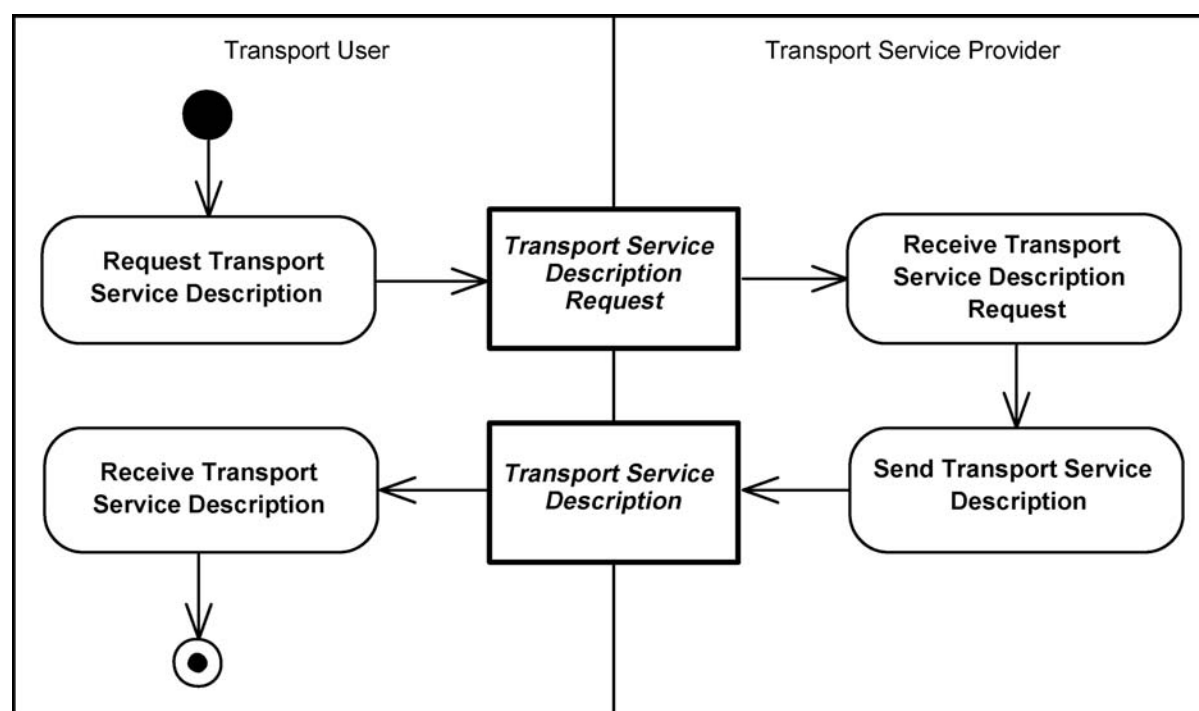 Transport User
Transport Service Provider
Request Transport
Service Description
Transport Service
Description
Request
Receive Transport
Service Description
Request
Receive Transport
Service Description
Transport Service
Description
Send Transport Service
Description